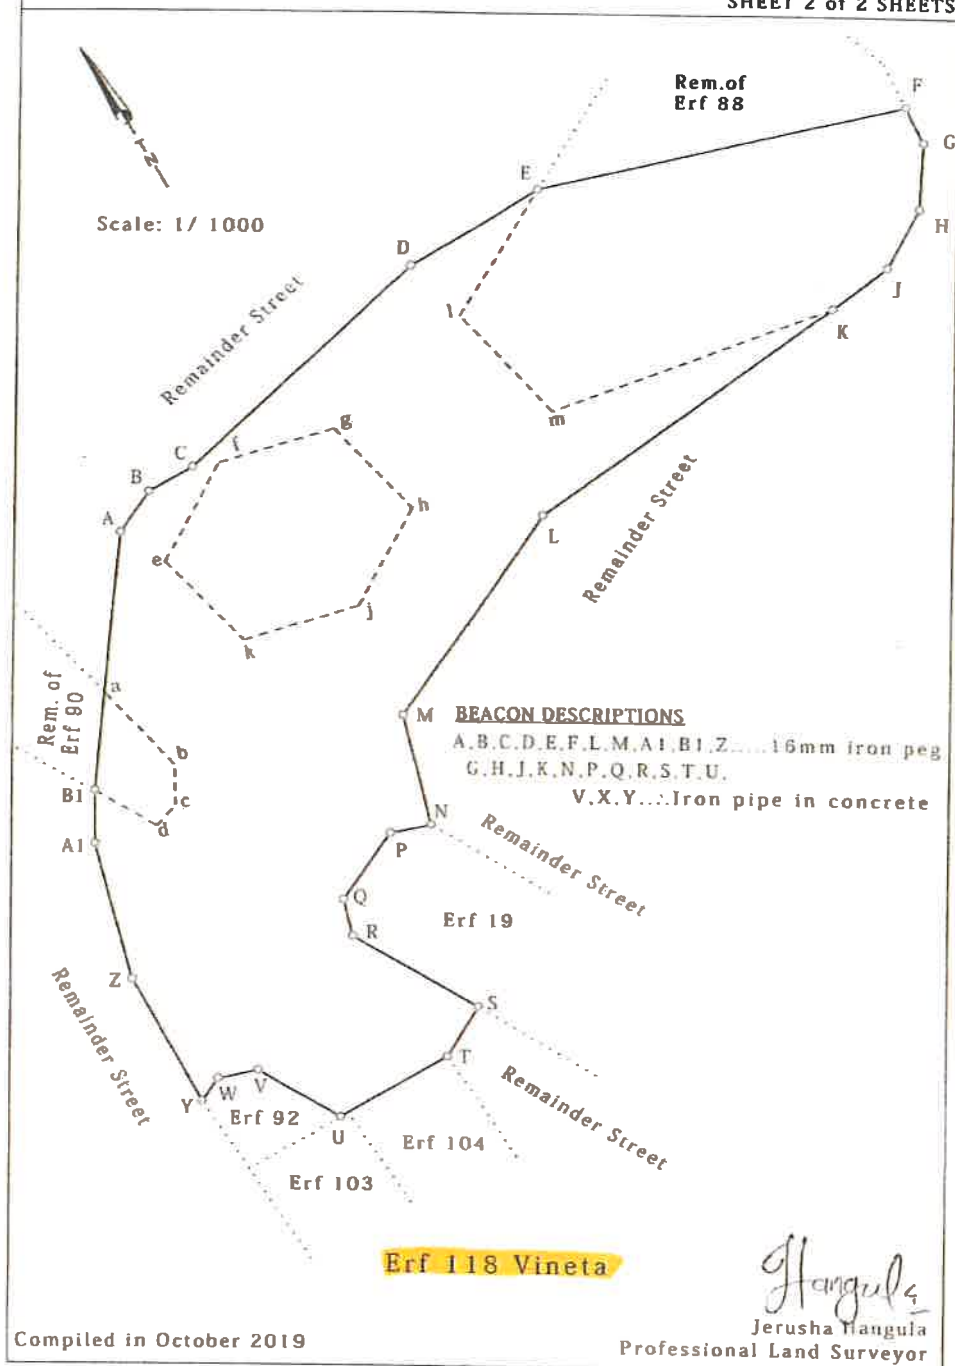 SHEET 2 of 2 SHEETS
Rem.of
Erf 88
F
G
N
E
H
Scale: 1/ 1000
D
J
l
K
Remainder Street
m
g
C
f
B
h
L
A
Remainder Street
e
j
k
a
Rem. of
Erf 90
M
BEACON DESCRIPTIONS
A.B.C.D.E.F.L.M.A1.B1.Z.....16mm iron peg
b
G.H.J.K.N.P.Q.R.S.T.U.
B1
c
V.X.Y....Iron pipe in concrete
d
N
A1
P
Remainder Street
Q
Erf 19
R
Z
S
Remainder Street
T
Remainder Street
V
W
Y
Erf 92
U
Erf 104
Erf 103
Erf 118 Vineta
Hangula
Jerusha Hangula
Compiled in October 2019
Professional Land Surveyor